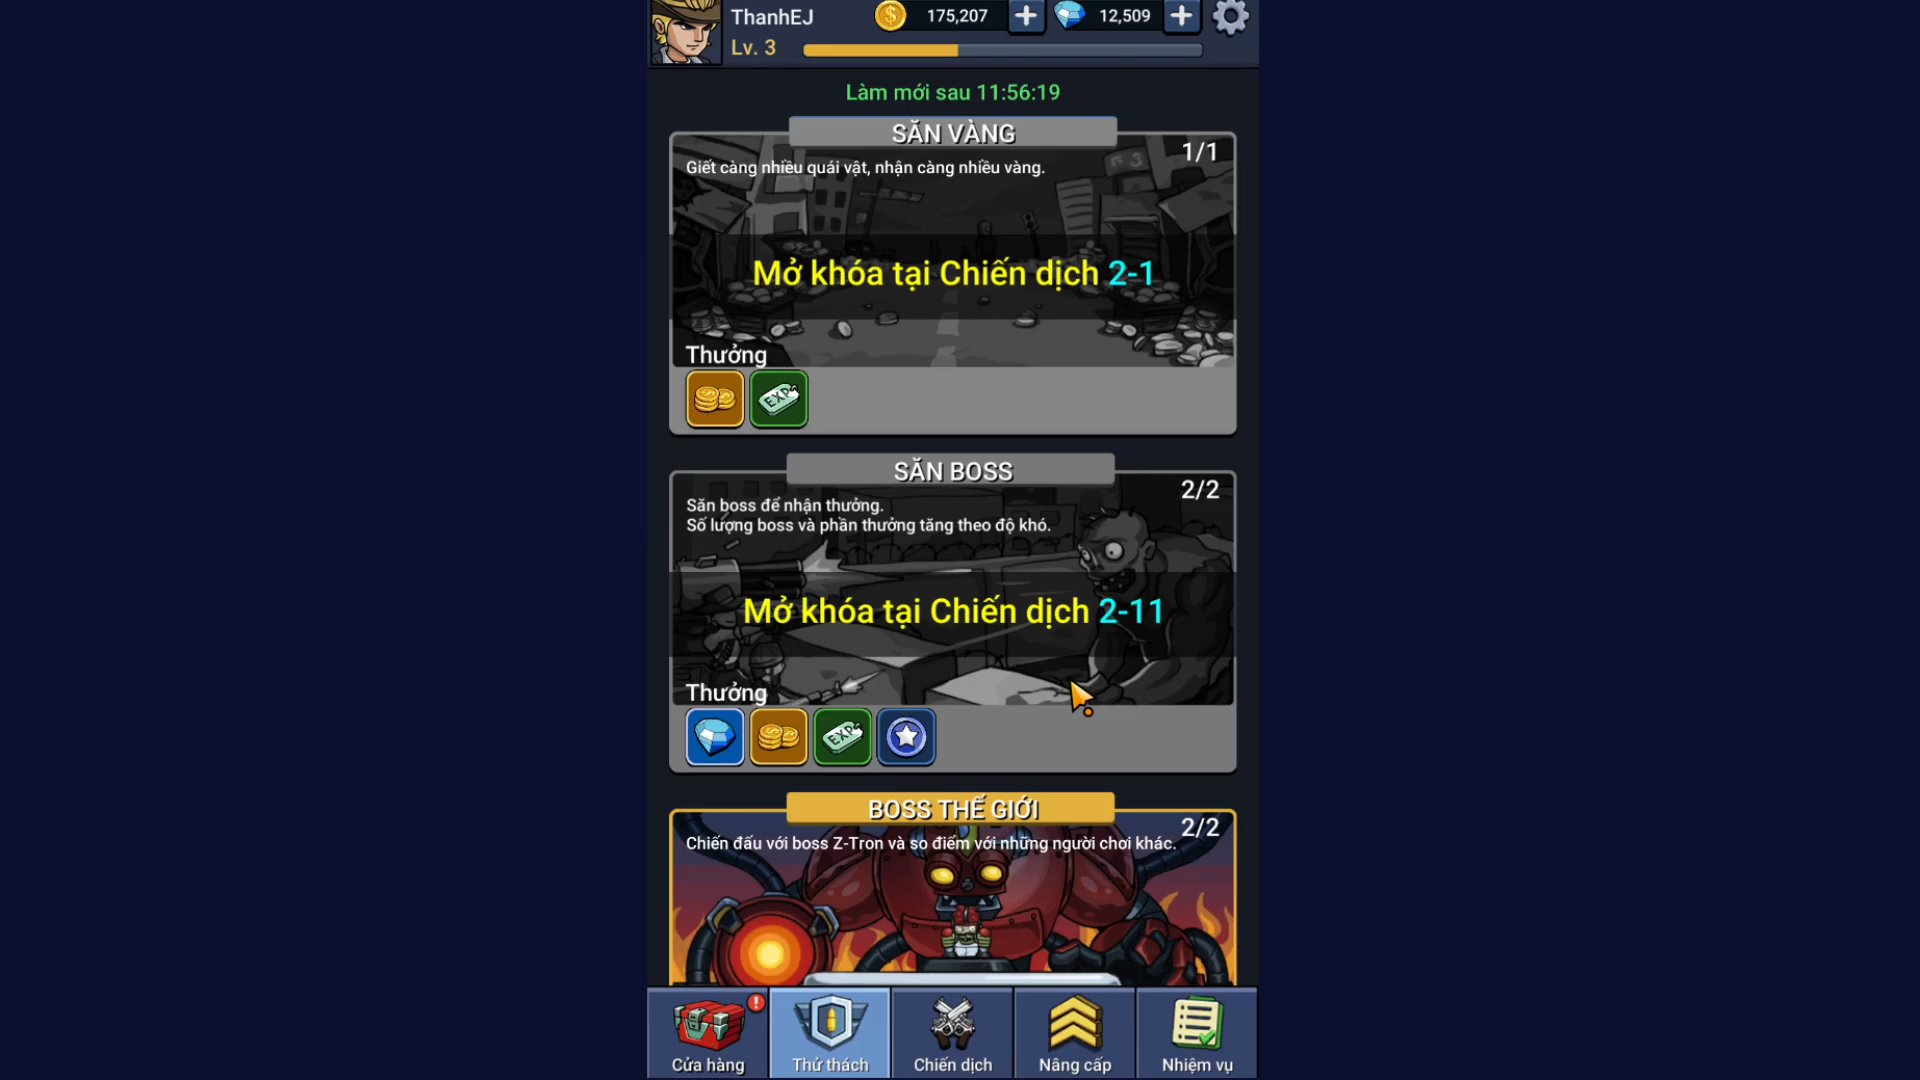 ThanhEJ
175,207
12,509
Lv. 3
Làm mới sau 11:56:19
SĂN VÀNG
1/1
Giết càng nhiều quái vật, nhận càng nhiều vàng.
Mở khóa tại Chiến dịch 2-1
Thưởng
EXP
SĂN BOSS
2/2
Săn boss để nhận thưởng.
Số lượng boss và phần thưởng tăng theo độ khó.
Mở khóa tại Chiến dịch 2-11
Thưởng
EXP
BOSS THẾ GIỚI
2/2
Chiến đấu với boss Z-Tron và so điểm với những người chơi khác.
Cửa hàng
Thử thách
Chiến dịch
Nâng cấp
Nhiệm vụ